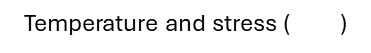 Temperature and stress (      )